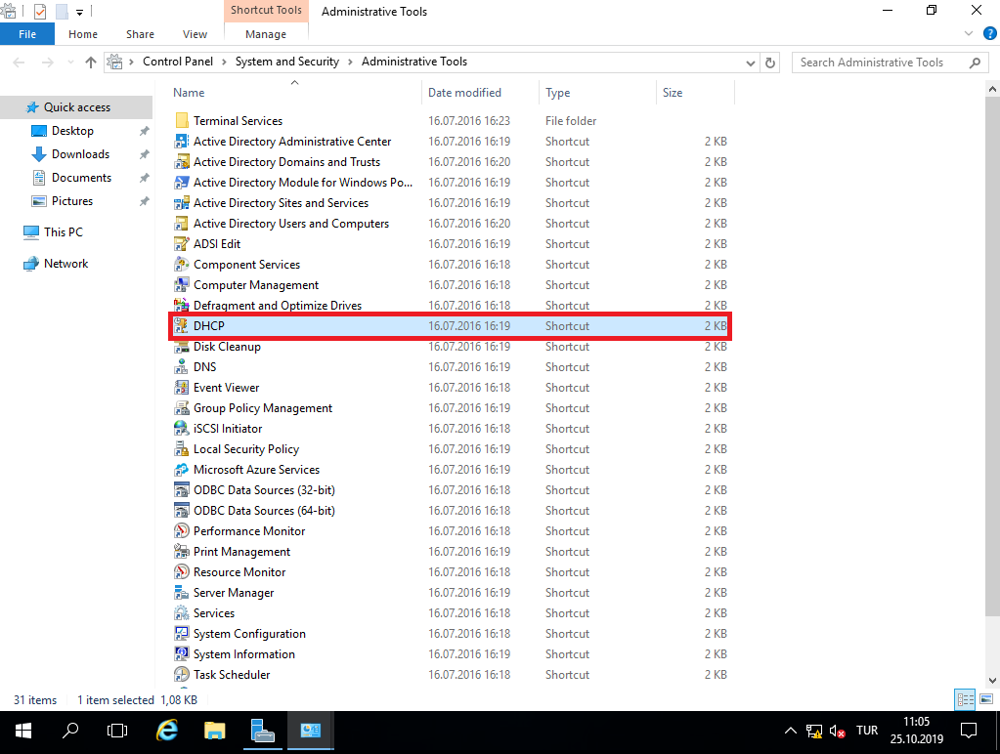 Shortcut Tools Administrative Tools
File Home Share View Manage
Control Panel System and Security Administrative Tools Search Administrative Tools
Name Date modified Type Size
Quick access
Desktop
Downloads
Documents
Pictures
This PC
Network
Terminal Services 16.07.2016 16:23 File folder
Active Directory Administrative Center 16.07.2016 16:19 Shortcut 2 KB
Active Directory Domains and Trusts 16.07.2016 16:20 Shortcut 2 KB
Active Directory Module for Windows Po... 16.07.2016 16:19 Shortcut 2 KB
Active Directory Sites and Services 16.07.2016 16:19 Shortcut 2 KB
Active Directory Users and Computers 16.07.2016 16:20 Shortcut 2 KB
ADSI Edit 16.07.2016 16:19 Shortcut 2 KB
Component Services 16.07.2016 16:18 Shortcut 2 KB
Computer Management 16.07.2016 16:18 Shortcut 2 KB
Defragment and Optimize Drives 16.07.2016 16:18 Shortcut 2 KB
DHCP 16.07.2016 16:19 Shortcut 2 KB
Disk Cleanup 16.07.2016 16:19 Shortcut 2 KB
DNS 16.07.2016 16:19 Shortcut 2 KB
Event Viewer 16.07.2016 16:18 Shortcut 2 KB
Group Policy Management 16.07.2016 16:19 Shortcut 2 KB
iSCSI Initiator 16.07.2016 16:18 Shortcut 2 KB
Local Security Policy 16.07.2016 16:19 Shortcut 2 KB
Microsoft Azure Services 16.07.2016 16:19 Shortcut 2 KB
ODBC Data Sources (32-bit) 16.07.2016 16:18 Shortcut 2 KB
ODBC Data Sources (64-bit) 16.07.2016 16:18 Shortcut 2 KB
Performance Monitor 16.07.2016 16:18 Shortcut 2 KB
Print Management 16.07.2016 16:19 Shortcut 2 KB
Resource Monitor 16.07.2016 16:18 Shortcut 2 KB
Server Manager 16.07.2016 16:19 Shortcut 2 KB
Services 16.07.2016 16:18 Shortcut 2 KB
System Configuration 16.07.2016 16:18 Shortcut 2 KB
System Information 16.07.2016 16:19 Shortcut 2 KB
Task Scheduler 16.07.2016 16:18 Shortcut 2 KB
31 items 1 item selected 1,08 KB
TUR 11:05
25.10.2019